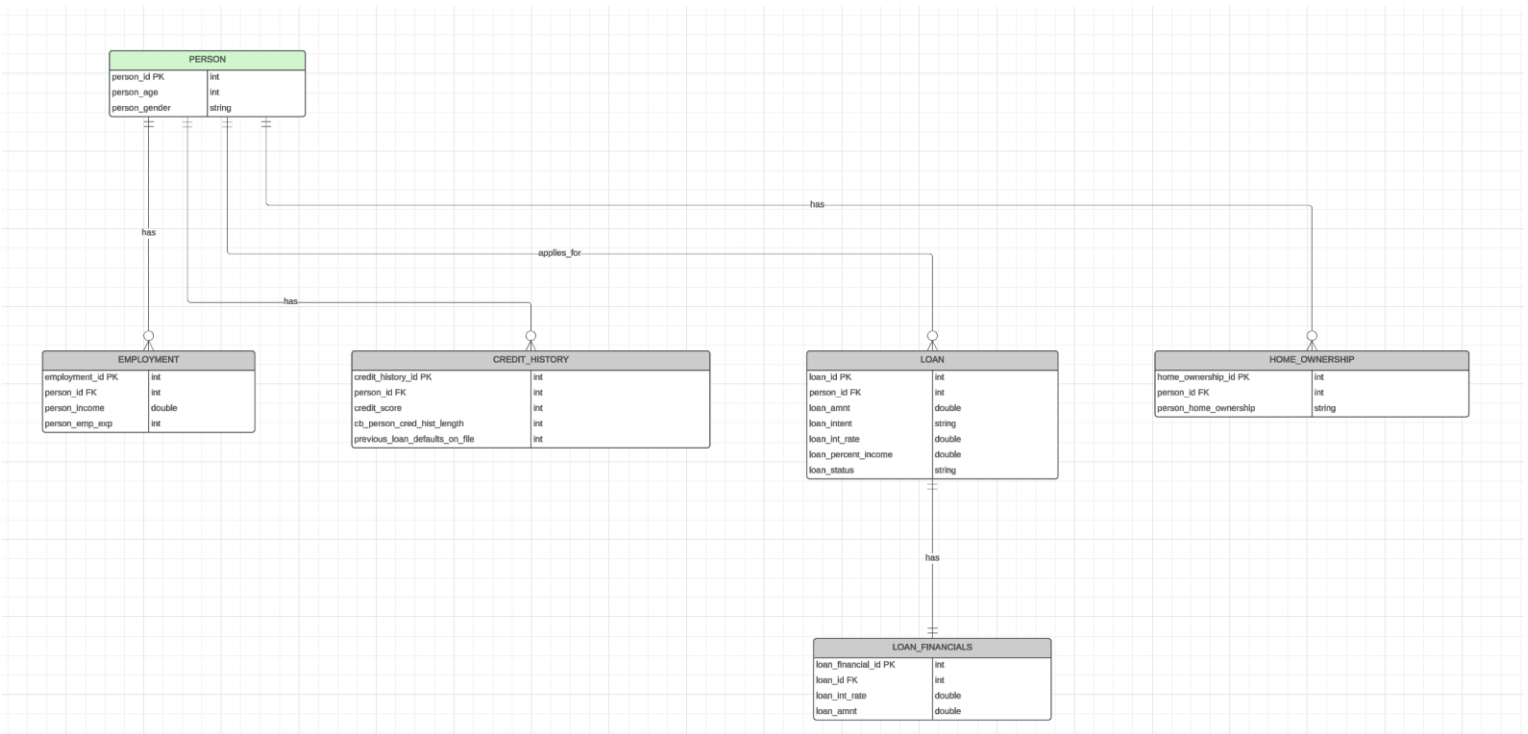 PERSON
person_id PK int
person_age int
person_gender string
has
has
applies_for
has
EMPLOYMENT
employment_id PK int
person_id FK int
person_income double
person_emp_exp int
CREDIT_HISTORY
credit_history_id PK int
person_id FK int
credit_score int
cb_person_cred_hist_length int
previous_loan_defaults_on_file int
LOAN
loan_id PK int
person_id FK int
loan_amnt double
loan_intent string
loan_int_rate double
loan_percent_income double
loan_status string
HOME_OWNERSHIP
home_ownership_id PK int
person_id FK int
person_home_ownership string
has
LOAN_FINANCIALS
loan_financial_id PK int
loan_id FK int
loan_int_rate double
loan_amnt double